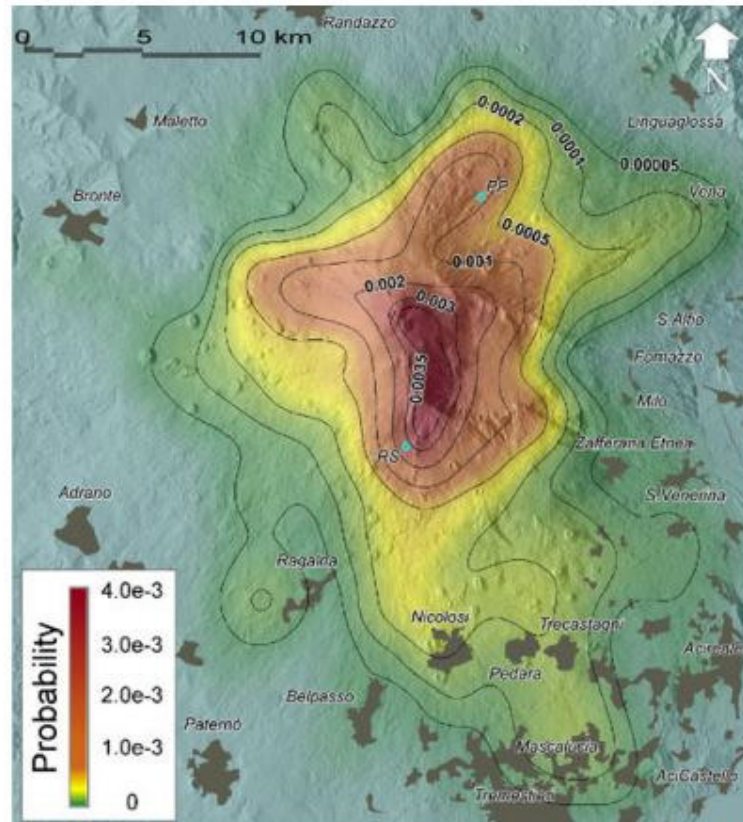 Randazzo
0 5 10 km
N
Maletto
Linguaglossa
0.0002
0.0001
0.00005
Bronte
PP
Vena
0.0005
0.001
0.002
0.003
S.Alfio
Fornazzo
0.0035
Milo
RS
Zafferana Etnea
Adrano
S.Venerina
Ragalna
Nicolosi
Trecastagni
Pedara
Belpasso
Paternò
Mascalucia
AciCastello
Tremestieri
Probability
4.0e-3
3.0e-3
2.0e-3
1.0e-3
0